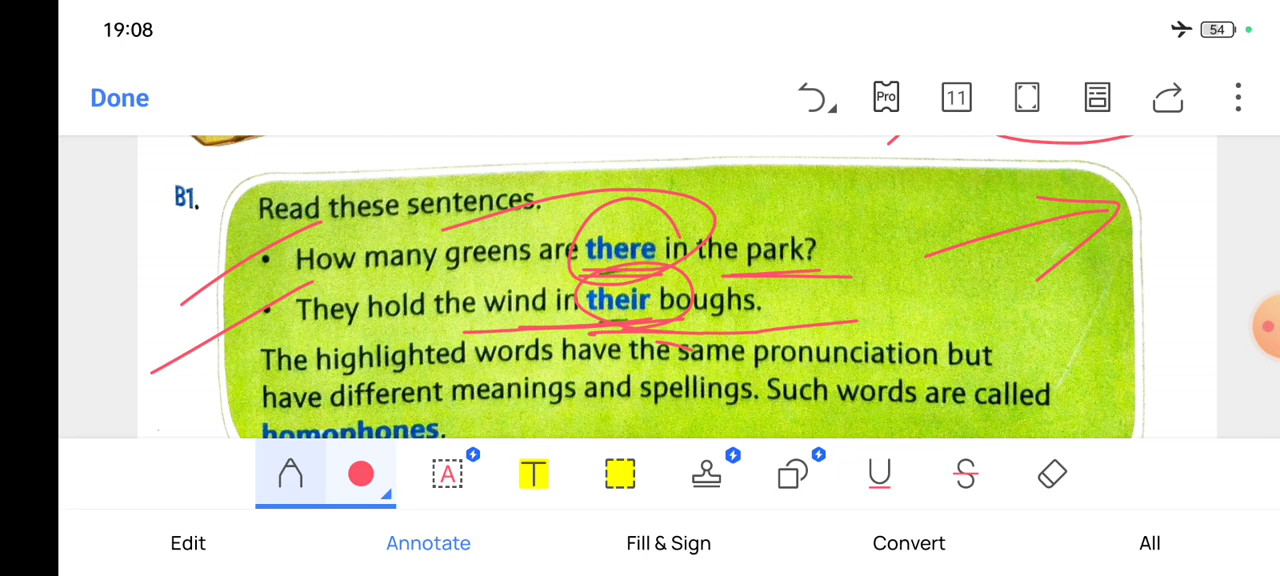 19:08
54
Done
Pro
11
B1.
Read these sentences.
• How many greens are there in the park?
• They hold the wind in their boughs.
The highlighted words have the same pronunciation but
have different meanings and spellings. Such words are called
homophones.
A
T
U
S
Edit
Annotate
Fill & Sign
Convert
All